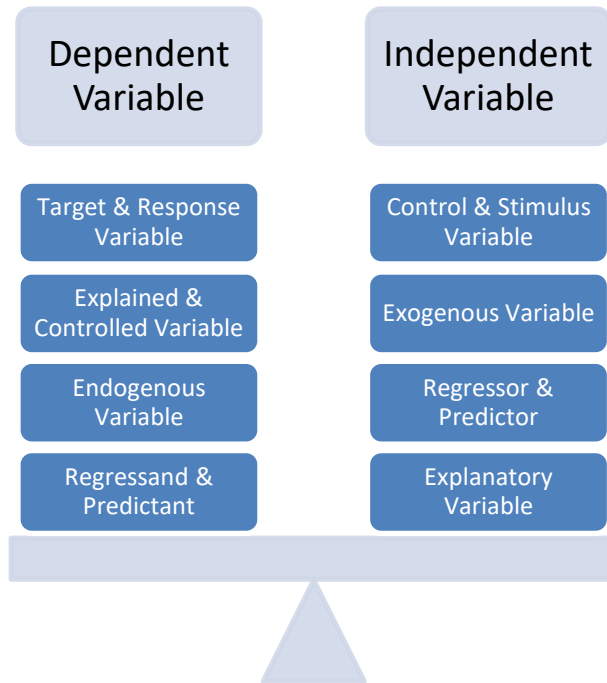 Dependent
Variable
Target & Response
Variable
Explained &
Controlled Variable
Endogenous
Variable
Regressand &
Predictant
Independent
Variable
Control & Stimulus
Variable
Exogenous Variable
Regressor &
Predictor
Explanatory
Variable